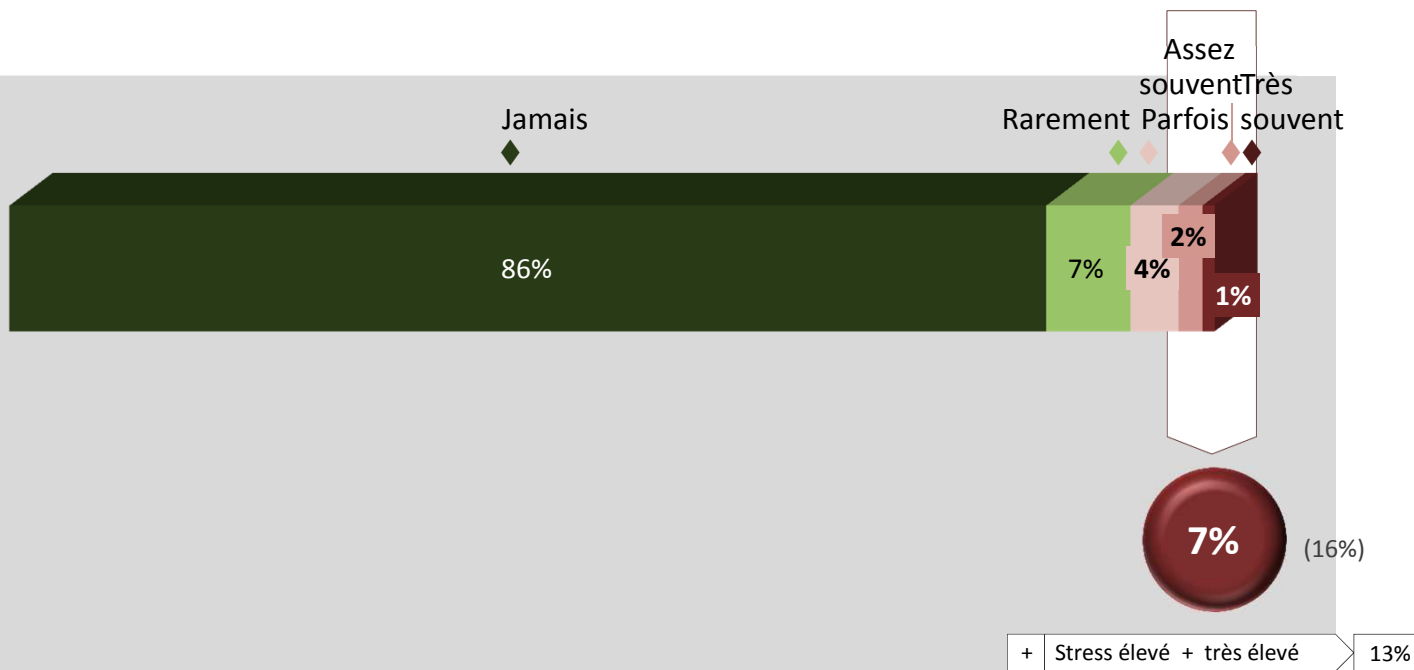 Assez
souvent Très
Jamais Rarement Parfois souvent
86% 7% 4% 2% 1%
7% (16%)
+ Stress élevé + très élevé 13%